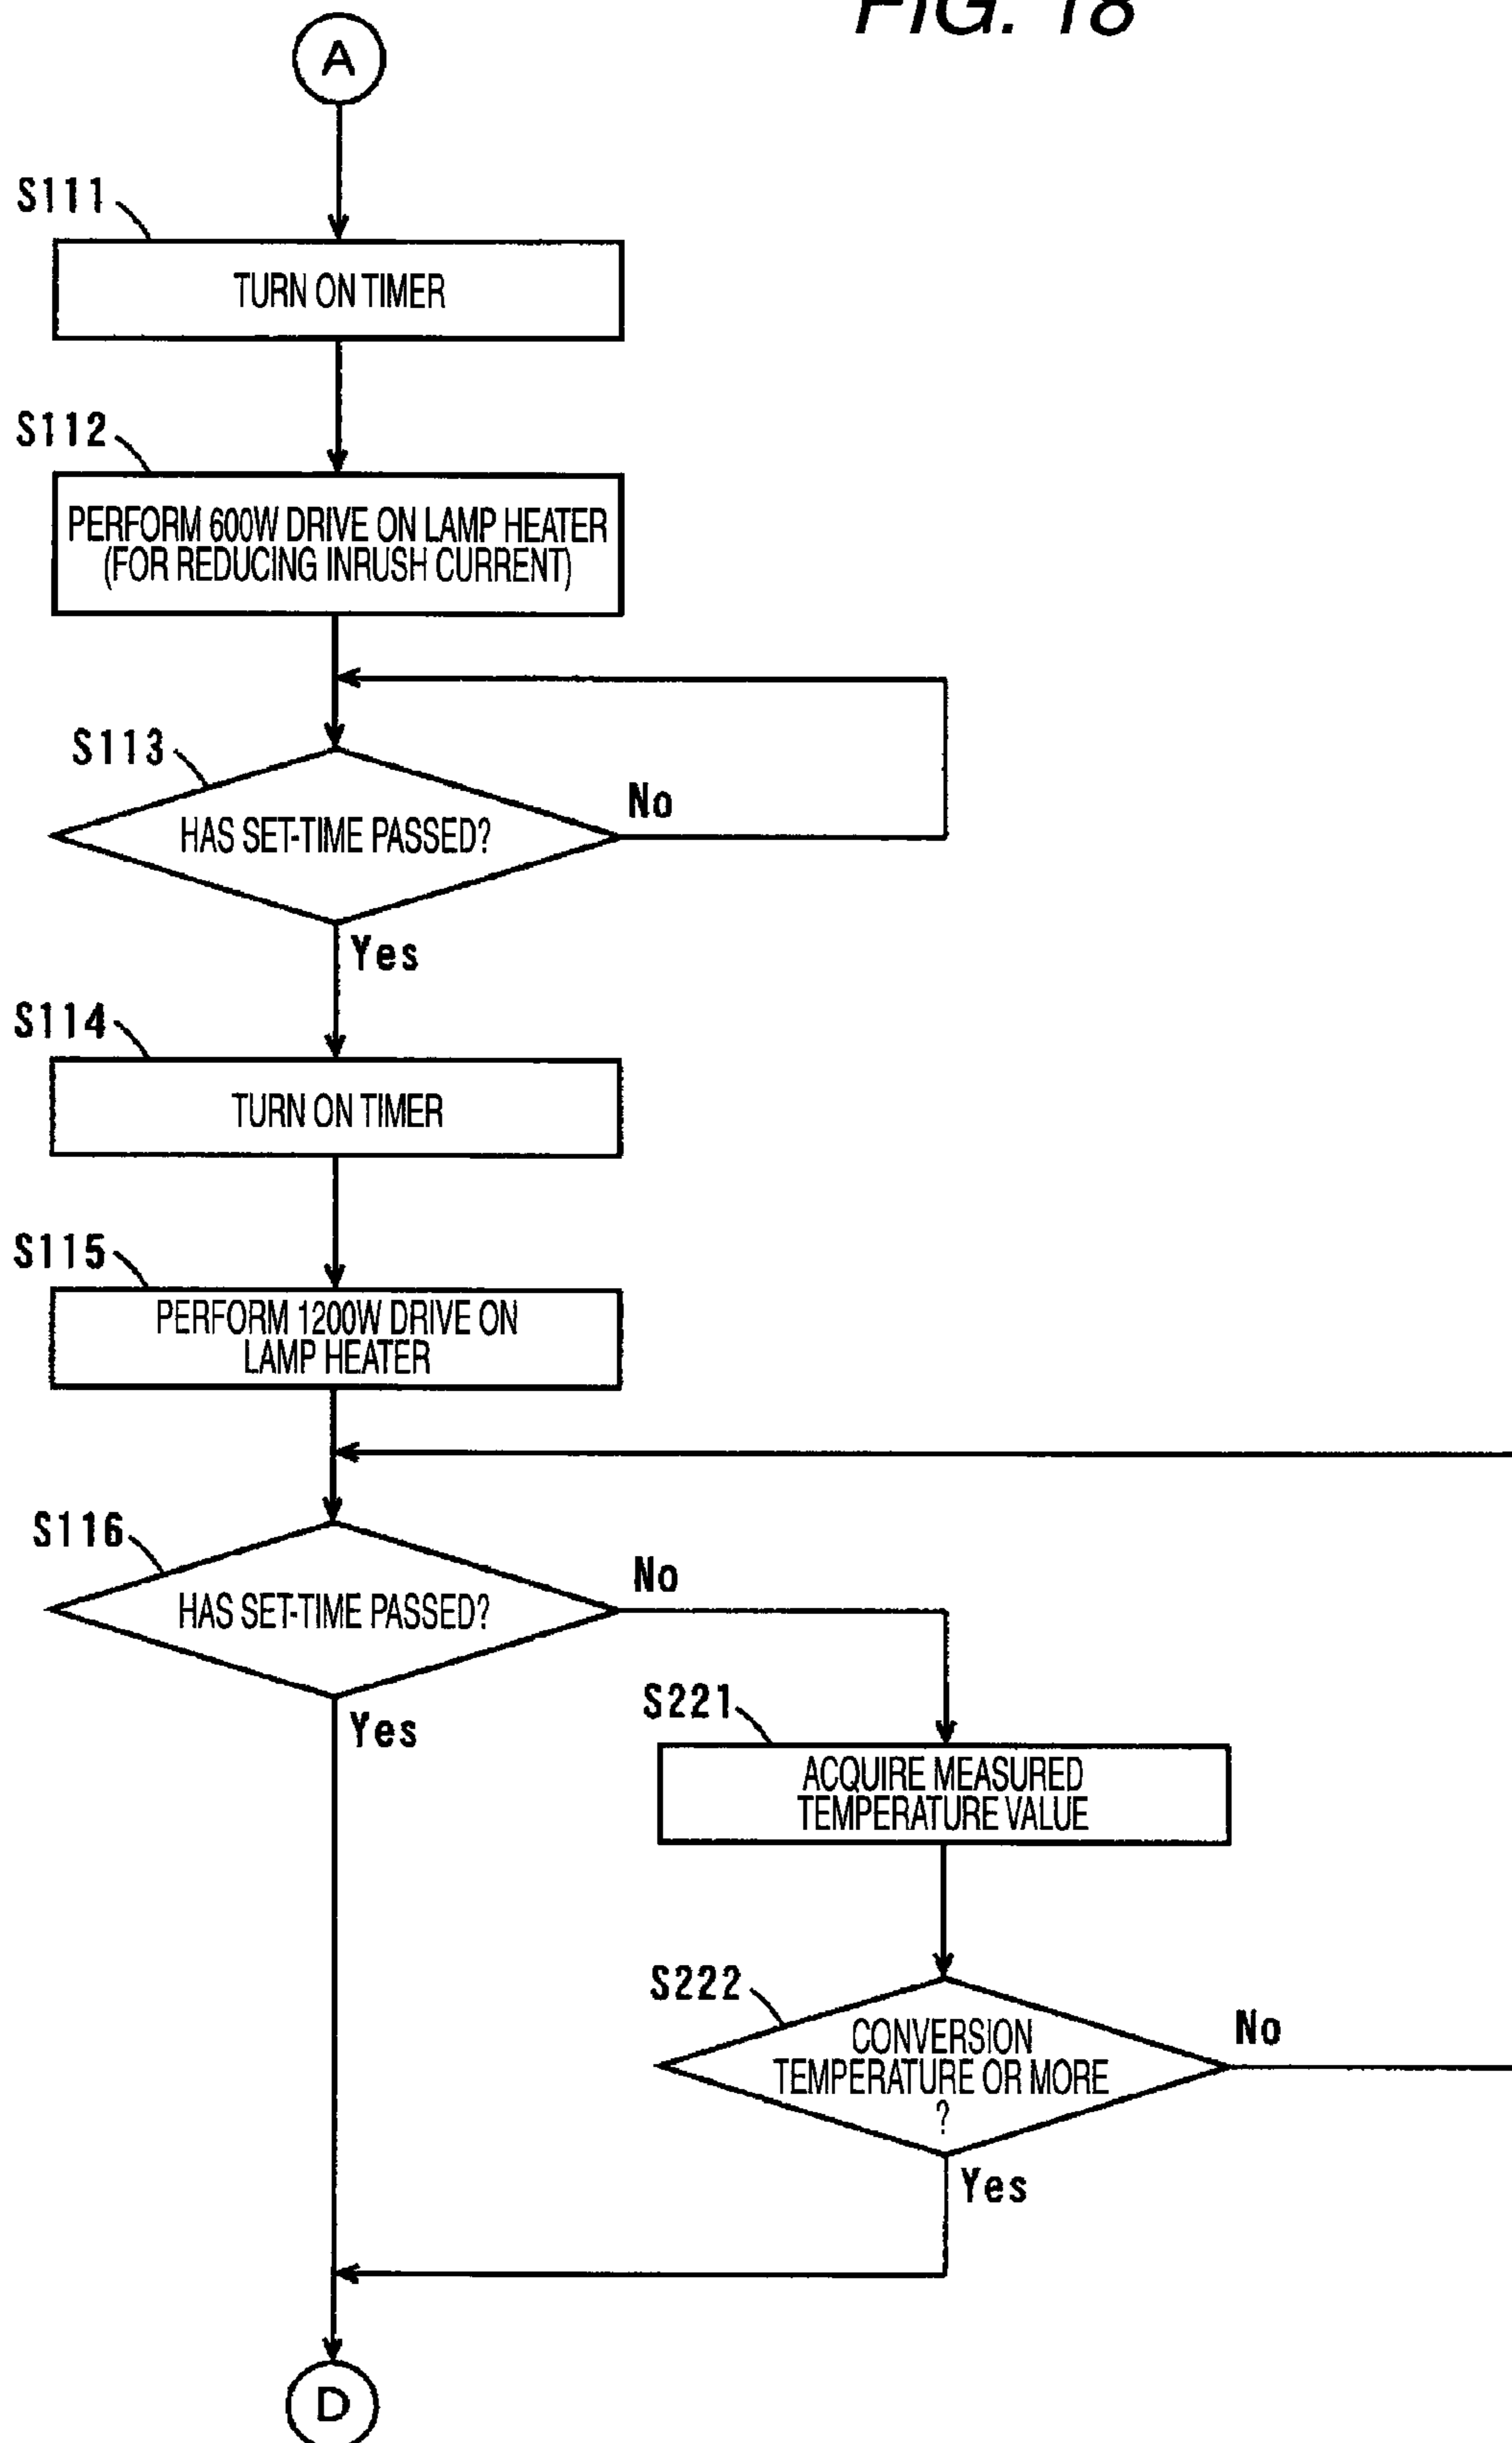 FIG. 18
A
S111
TURN ON TIMER
S112
PERFORM 600W DRIVE ON LAMP HEATER
(FOR REDUCING INRUSH CURRENT)
S113
HAS SET-TIME PASSED?
No
Yes
S114
TURN ON TIMER
S115
PERFORM 1200W DRIVE ON
LAMP HEATER
S116
HAS SET-TIME PASSED?
No
Yes
S221
ACQUIRE MEASURED
TEMPERATURE VALUE
S222
CONVERSION
TEMPERATURE OR MORE
?
No
Yes
D